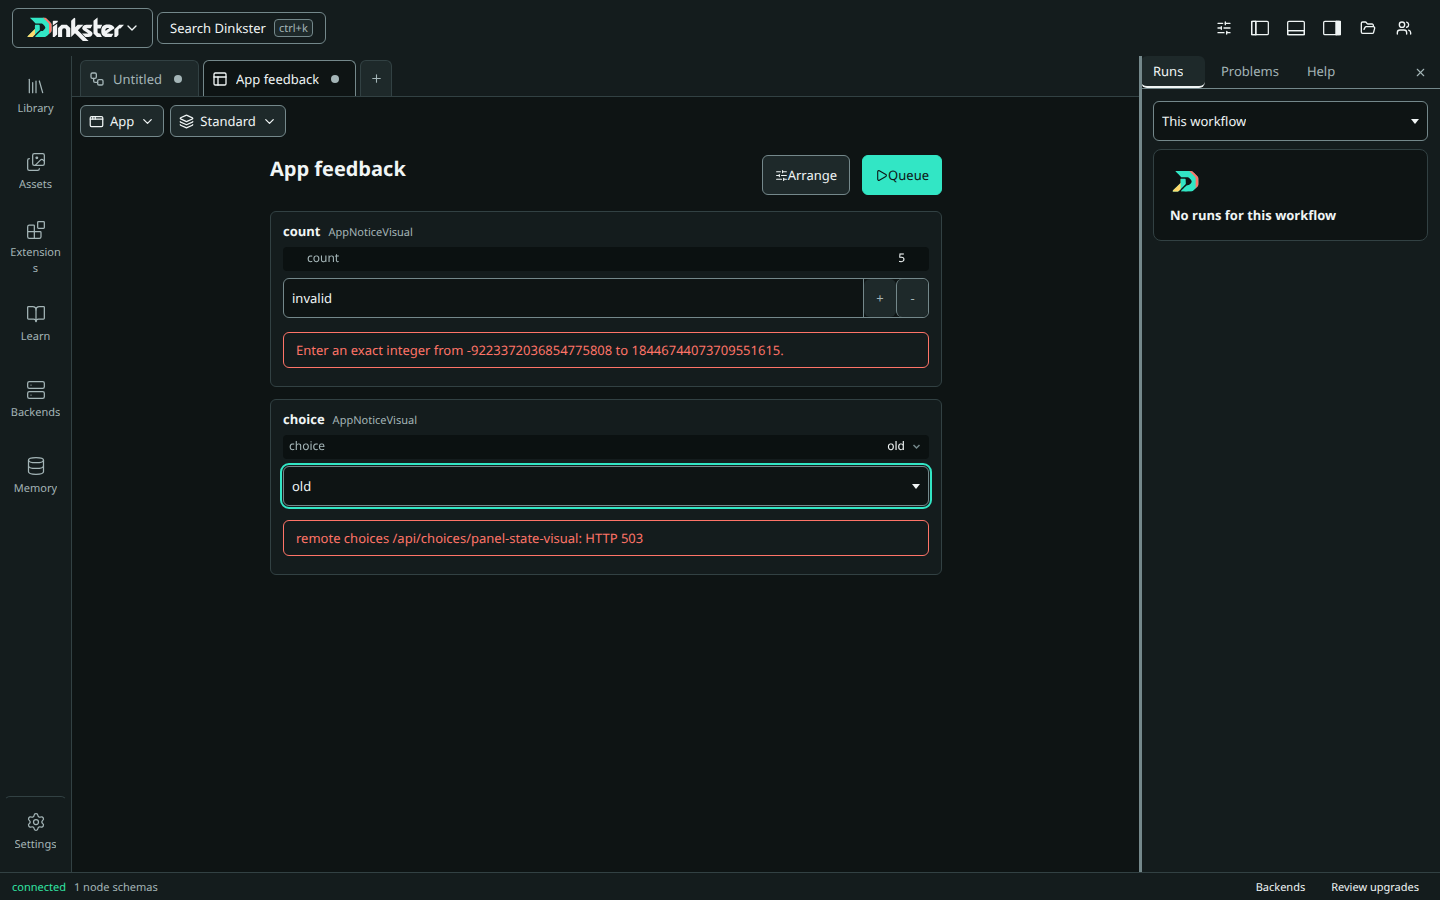 Dinkster
Search Dinkster ctrl+k
Library
Assets
Extension
s
Learn
Backends
Memory
Settings
Untitled
App feedback
+
App
Standard
App feedback
Arrange
Queue
count AppNoticeVisual
count 5
invalid + -
Enter an exact integer from -9223372036854775808 to 18446744073709551615.
choice AppNoticeVisual
choice old
old
remote choices /api/choices/panel-state-visual: HTTP 503
Runs Problems Help
This workflow
No runs for this workflow
connected 1 node schemas
Backends Review upgrades